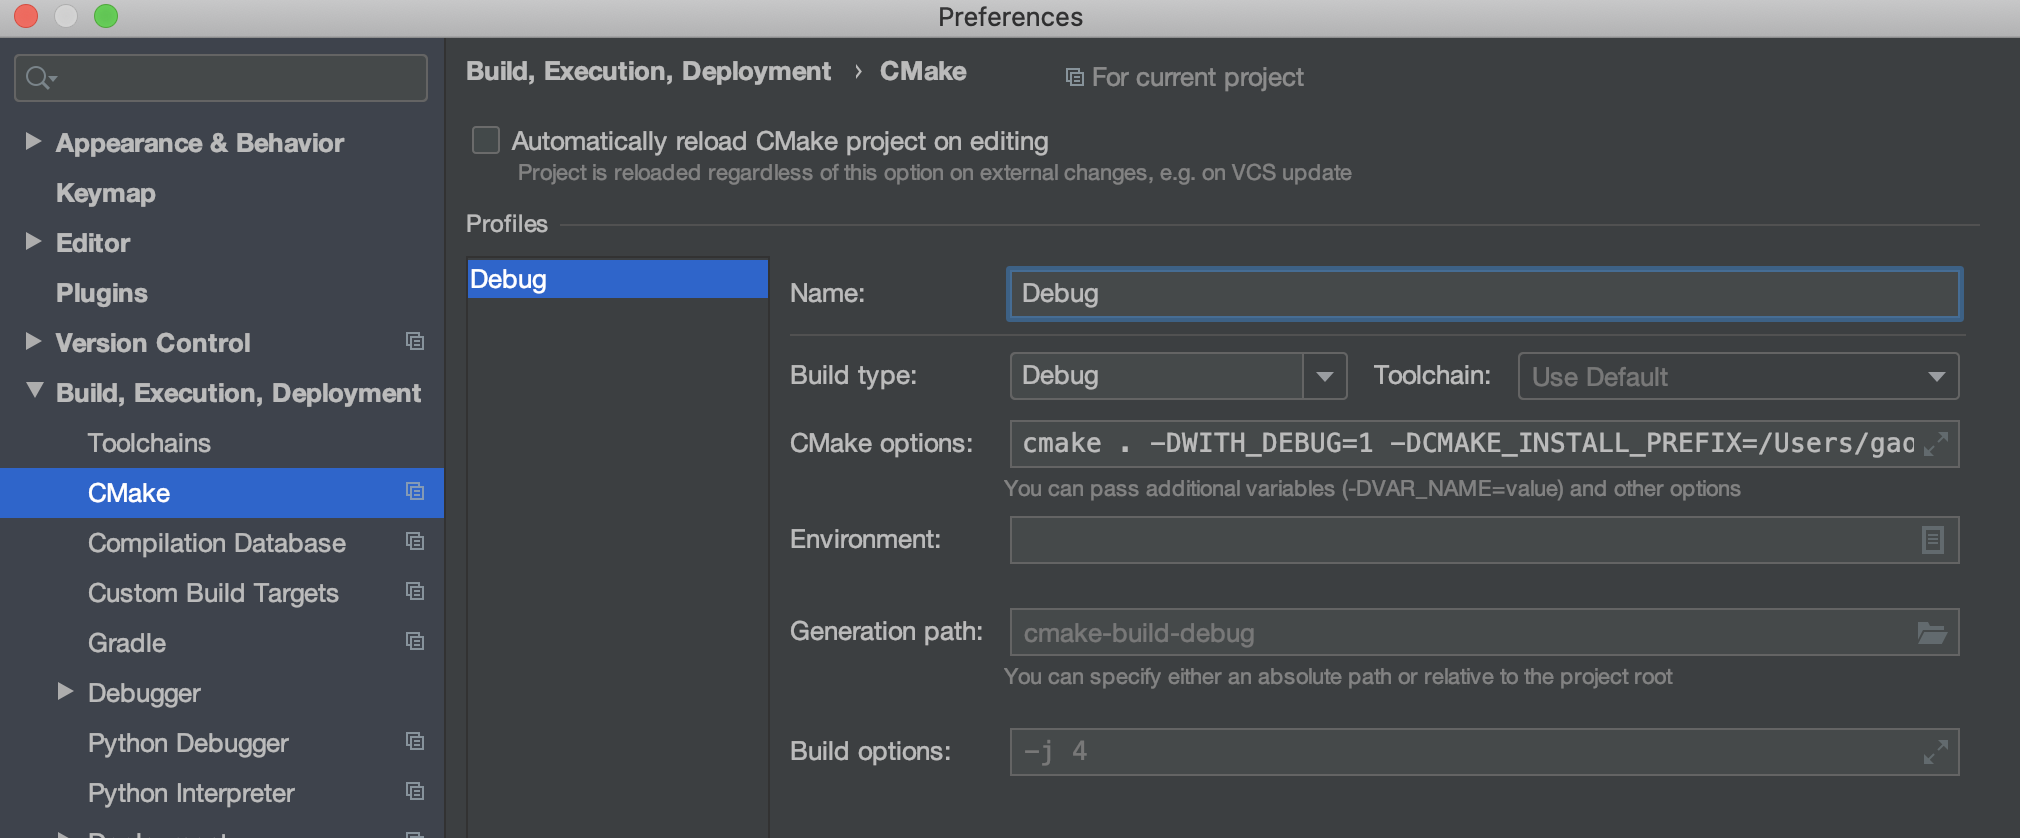 Preferences
Appearance & Behavior
Keymap
Editor
Plugins
Version Control
Build, Execution, Deployment
Toolchains
CMake
Compilation Database
Custom Build Targets
Gradle
Debugger
Python Debugger
Python Interpreter
Build, Execution, Deployment › CMake
For current project
Automatically reload CMake project on editing
Project is reloaded regardless of this option on external changes, e.g. on VCS update
Profiles
Debug
Name: Debug
Build type: Debug Toolchain: Use Default
CMake options: cmake . -DWITH_DEBUG=1 -DCMAKE_INSTALL_PREFIX=/Users/gao
You can pass additional variables (-DVAR_NAME=value) and other options
Environment:
Generation path: cmake-build-debug
You can specify either an absolute path or relative to the project root
Build options: -j 4